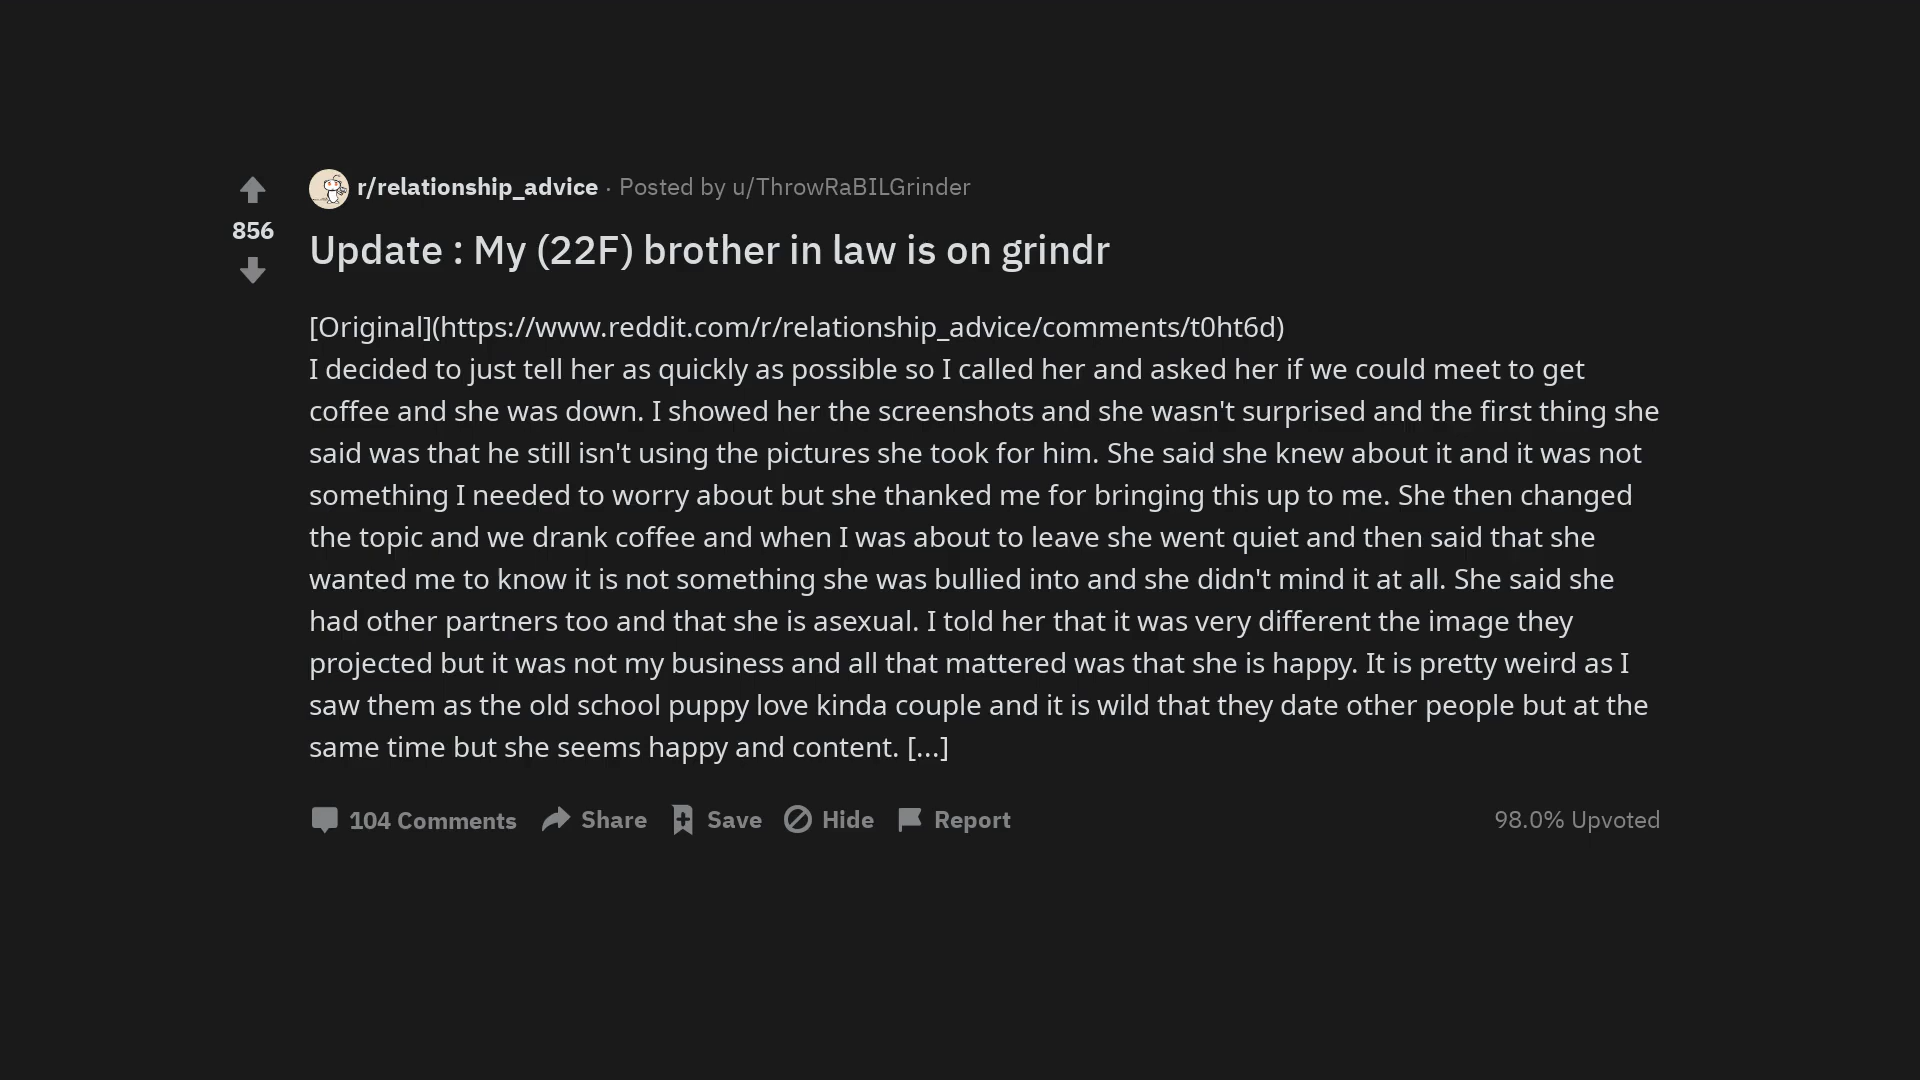 r/relationship_advice · Posted by u/ThrowRaBILGrinder
856
Update : My (22F) brother in law is on grindr
[Original](https://www.reddit.com/r/relationship_advice/comments/t0ht6d)
I decided to just tell her as quickly as possible so I called her and asked her if we could meet to get
coffee and she was down. I showed her the screenshots and she wasn't surprised and the first thing she
said was that he still isn't using the pictures she took for him. She said she knew about it and it was not
something I needed to worry about but she thanked me for bringing this up to me. She then changed
the topic and we drank coffee and when I was about to leave she went quiet and then said that she
wanted me to know it is not something she was bullied into and she didn't mind it at all. She said she
had other partners too and that she is asexual. I told her that it was very different the image they
projected but it was not my business and all that mattered was that she is happy. It is pretty weird as I
saw them as the old school puppy love kinda couple and it is wild that they date other people but at the
same time but she seems happy and content. [...]
104 Comments Share Save Hide Report 98.0% Upvoted